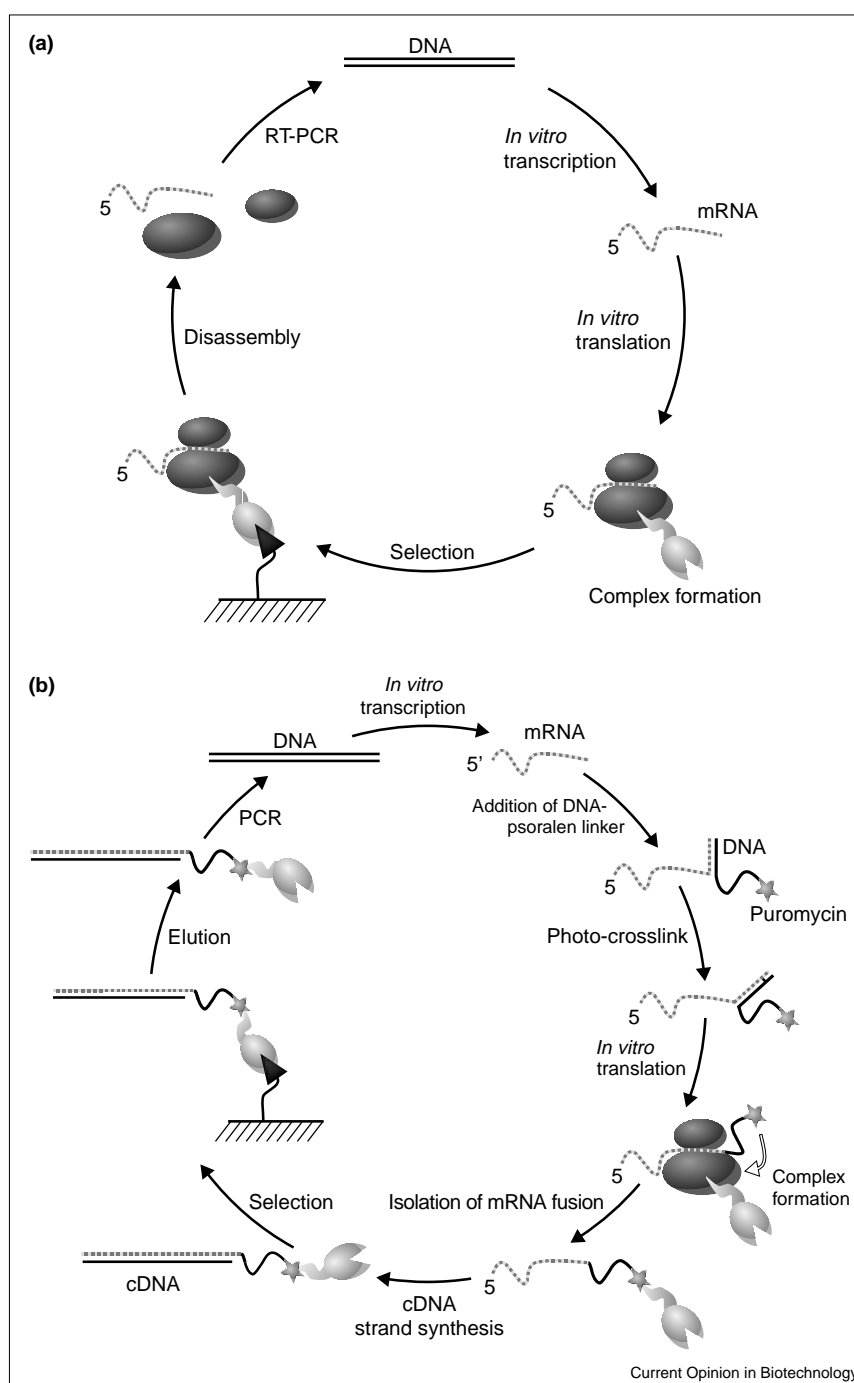 (a)
DNA
RT-PCR
In vitro
transcription
5
mRNA
5
In vitro
translation
Disassembly
5
5
Selection
Complex formation
(b)
In vitro
transcription
DNA
mRNA
5’
PCR
Addition of DNA-
psoralen linker
DNA
5
Puromycin
Elution
Photo-crosslink
5
In vitro
translation
5
Complex
formation
Isolation of mRNA fusion
Selection
cDNA
5
cDNA
strand synthesis
Current Opinion in Biotechnology